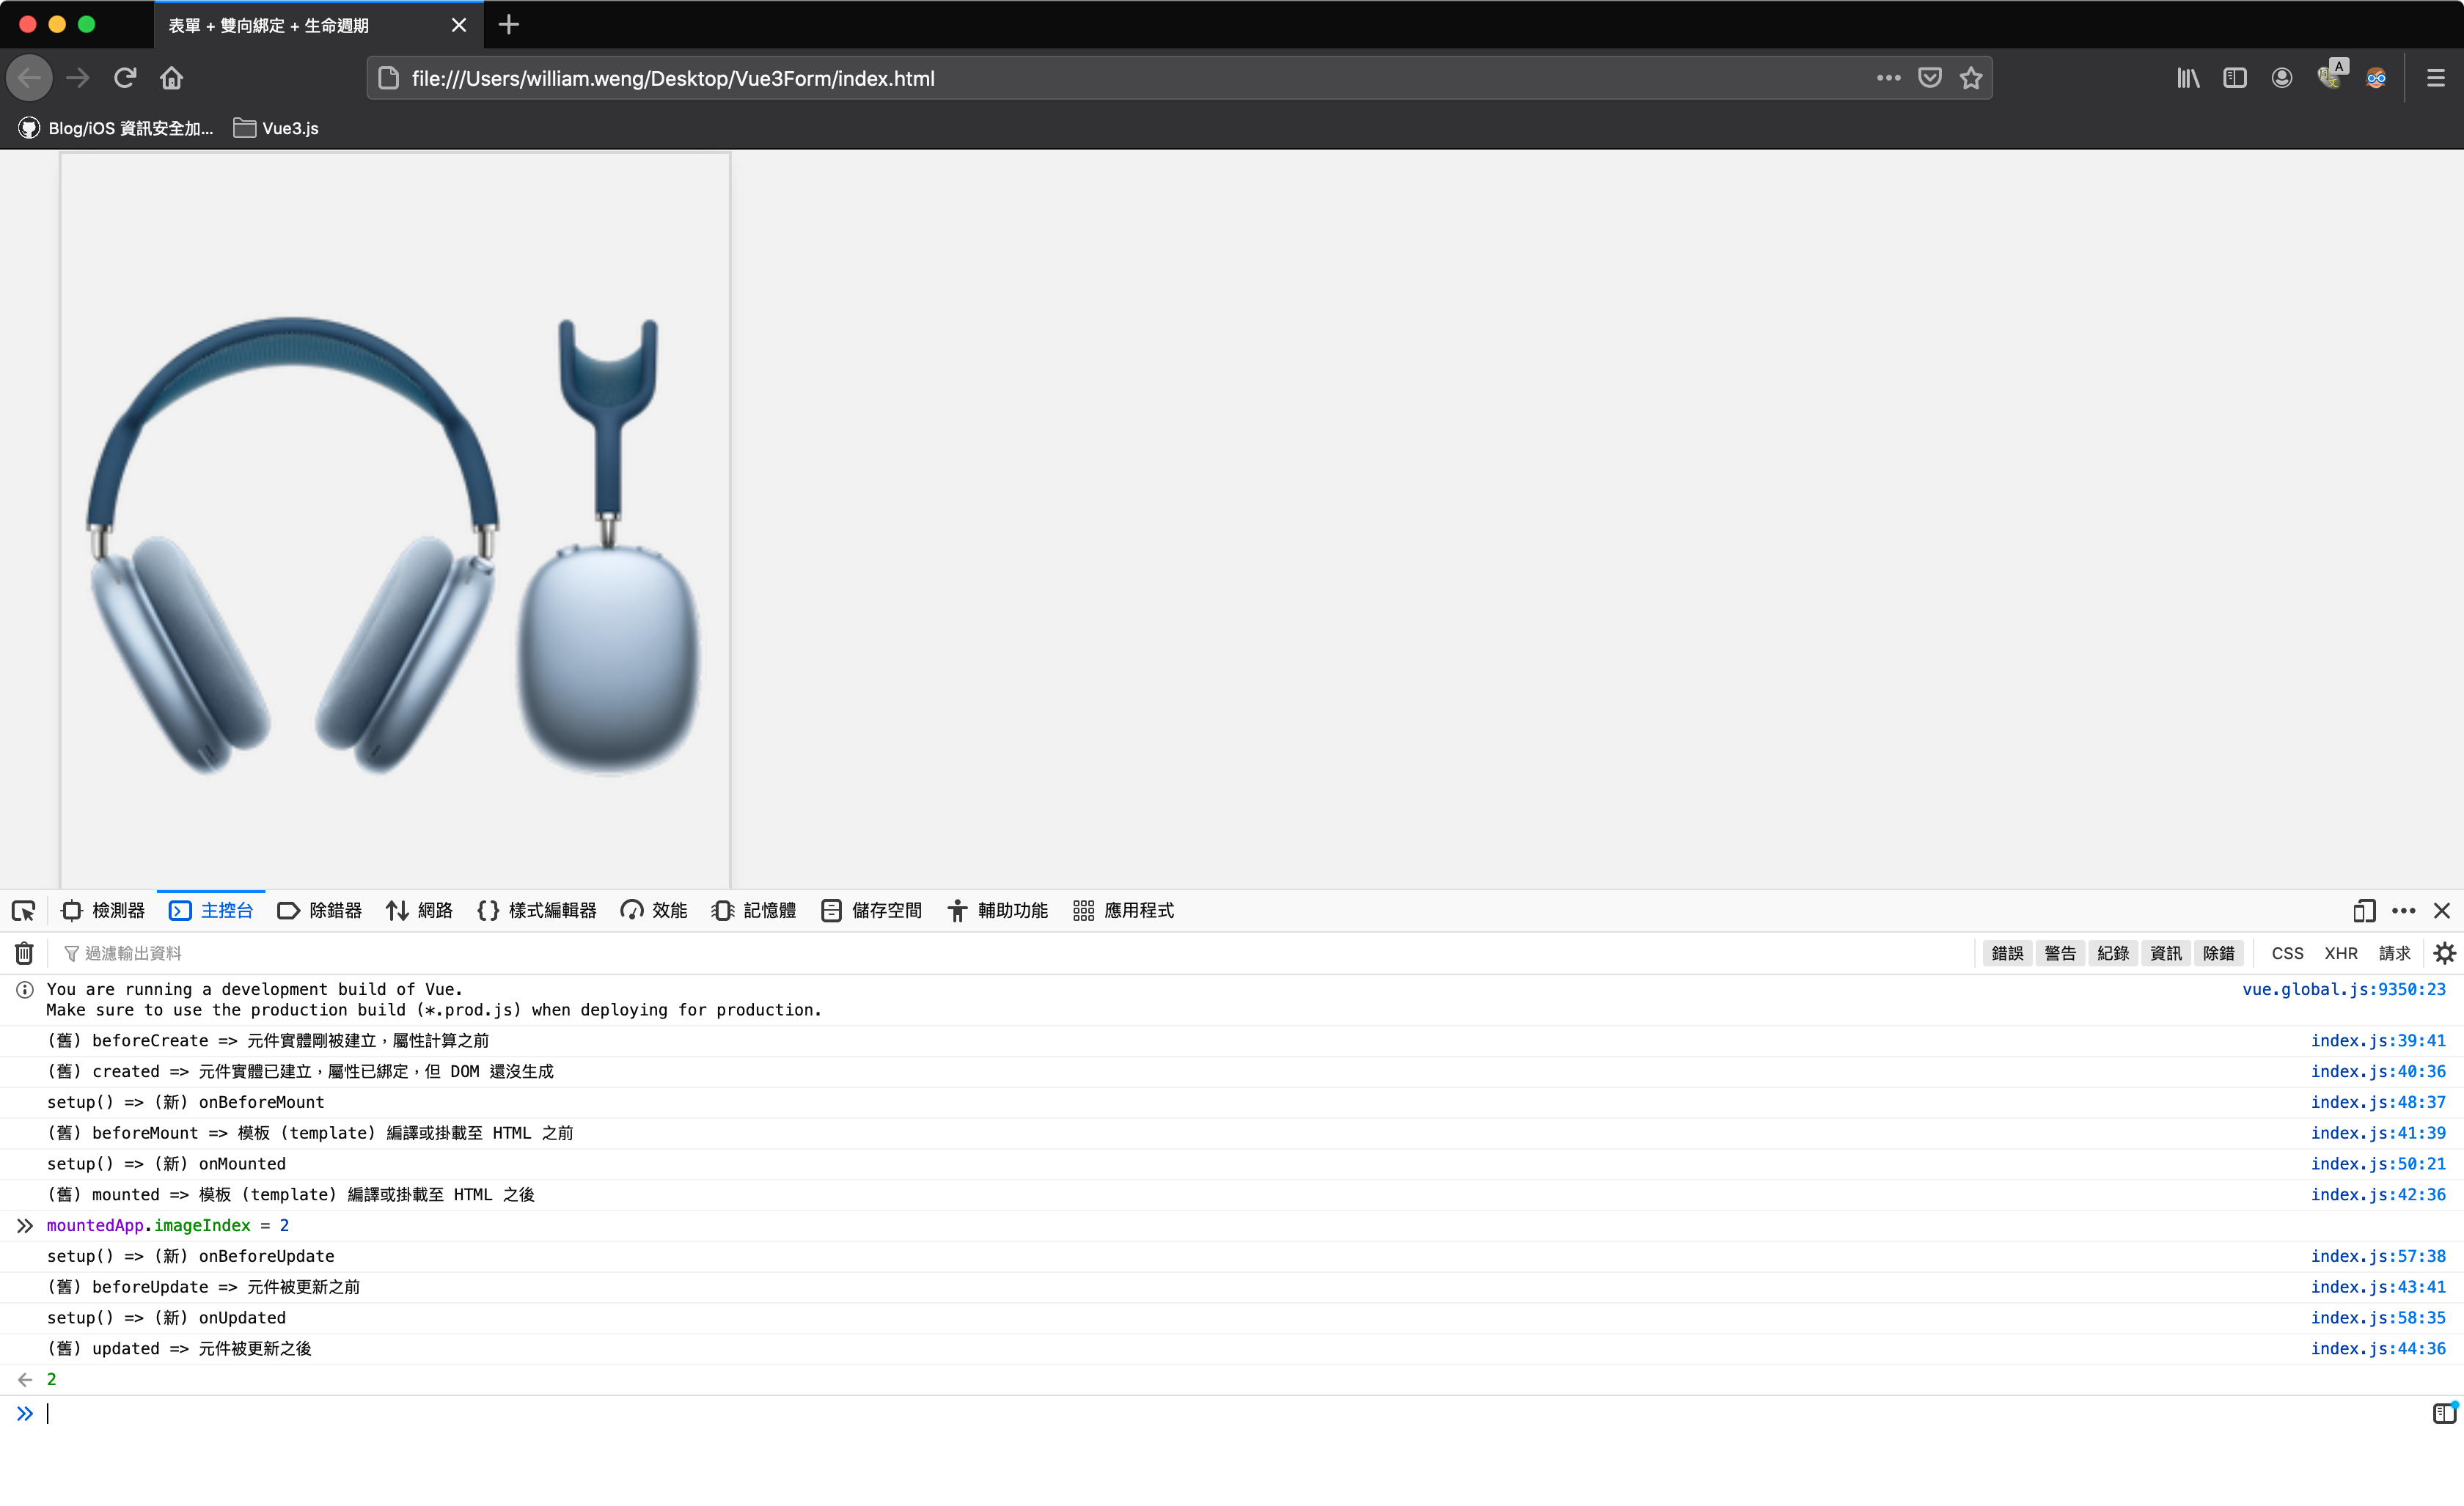 表單 + 雙向綁定 + 生命週期
file:///Users/william.weng/Desktop/Vue3Form/index.html
A
Blog/iOS 資訊安全加...
Vue3.js
檢測器 主控台 除錯器 網路 {} 樣式編輯器 效能 記憶體 儲存空間 輔助功能 應用程式
過濾輸出資料 錯誤 警告 紀錄 資訊 除錯 CSS XHR 請求
You are running a development build of Vue. vue.global.js:9350:23
Make sure to use the production build (*.prod.js) when deploying for production.
(舊) beforeCreate => 元件實體剛被建立，屬性計算之前 index.js:39:41
(舊) created => 元件實體已建立，屬性已綁定，但 DOM 還沒生成 index.js:40:36
setup() => (新) onBeforeMount index.js:48:37
(舊) beforeMount => 模板 (template) 編譯或掛載至 HTML 之前 index.js:41:39
setup() => (新) onMounted index.js:50:21
(舊) mounted => 模板 (template) 編譯或掛載至 HTML 之後 index.js:42:36
mountedApp.imageIndex = 2
setup() => (新) onBeforeUpdate index.js:57:38
(舊) beforeUpdate => 元件被更新之前 index.js:43:41
setup() => (新) onUpdated index.js:58:35
(舊) updated => 元件被更新之後 index.js:44:36
2